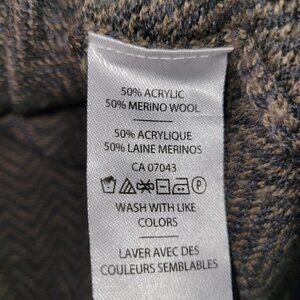 50% ACRYLIC
50% MERINO WOOL
50% ACRYLIQUE
50% LAINE MERINOS
CA 07043
WASH WITH LIKE
COLORS
LAVER AVEC DES
COULEURS SEMBLABLES